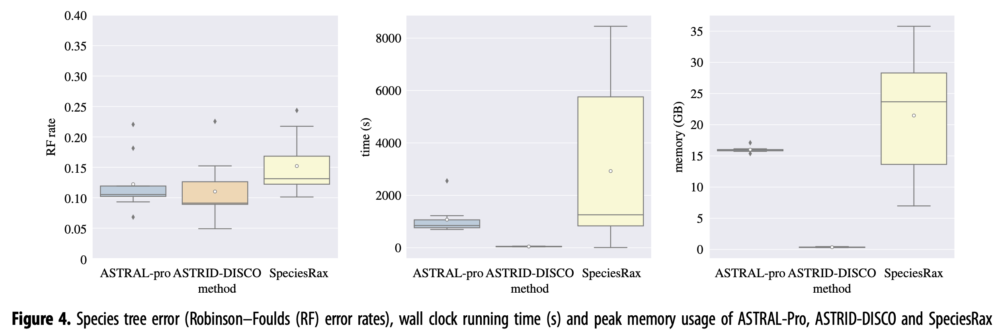 0.40
0.35
0.30
0.25
0.20
0.15
0.10
0.05
0
RF rate
ASTRAL-pro ASTRID-DISCO SpeciesRax
method
8000
6000
4000
2000
0
time (s)
ASTRAL-pro ASTRID-DISCO SpeciesRax
method
35
30
25
20
15
10
5
0
memory (GB)
ASTRAL-pro ASTRID-DISCO SpeciesRax
method
Figure 4. Species tree error (Robinson–Foulds (RF) error rates), wall clock running time (s) and peak memory usage of ASTRAL-Pro, ASTRID-DISCO and SpeciesRax